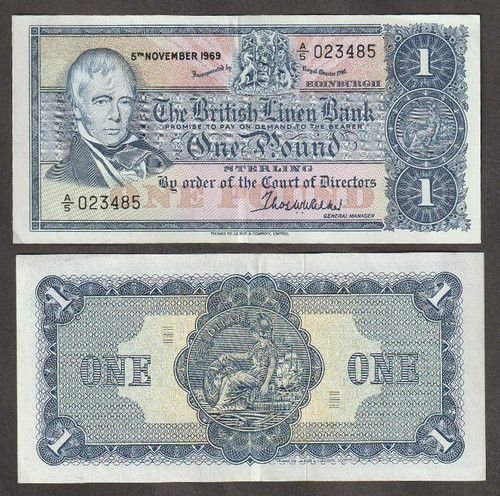 5TH NOVEMBER 1969
A/5 023485
1
Incorporated by Royal Charter 1746.
EDINBURGH
The British Linen Bank
PROMISE TO PAY ON DEMAND TO THE BEARER
One Pound
STERLING
ONE POUND
By order of the Court of Directors
A/5 023485
1
GENERAL MANAGER
THOMAS DE LA RUE & COMPANY, LIMITED.
1
1
ONE
ONE
1
1